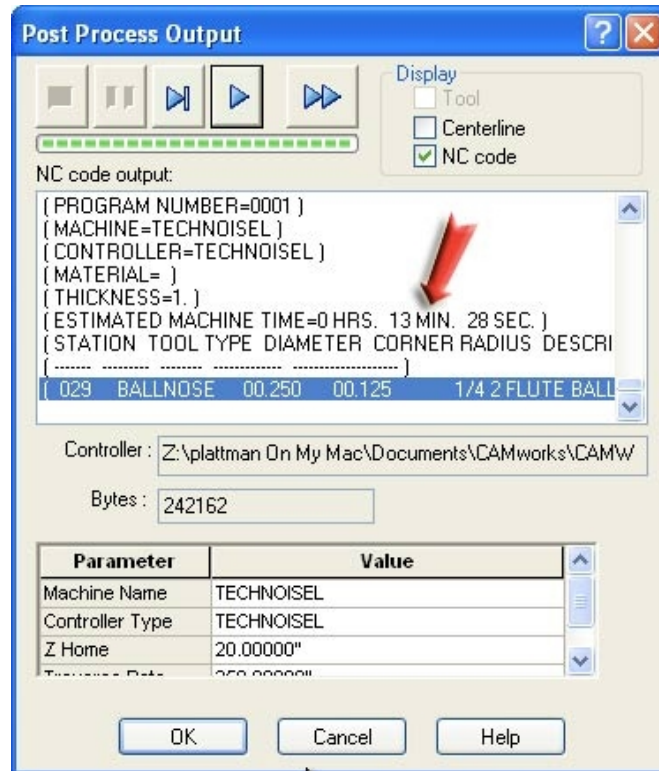 Post Process Output
Display
Tool
Centerline
NC code
NC code output:
( PROGRAM NUMBER=0001 )
( MACHINE=TECHNOISEL )
( CONTROLLER=TECHNOISEL )
( MATERIAL= )
( THICKNESS=1. )
( ESTIMATED MACHINE TIME=0 HRS. 13 MIN. 28 SEC. )
( STATION TOOL TYPE DIAMETER CORNER RADIUS DESCRI
( ------- --------- -------- ------------- ------------------- )
( 029 BALLNOSE 00.250 00.125 1/4 2 FLUTE BALL
Controller : Z:\plattman On My Mac\Documents\CAMworks\CAMW
Bytes : 242162
Parameter Value
Machine Name TECHNOISEL
Controller Type TECHNOISEL
Z Home 20.00000"
OK Cancel Help